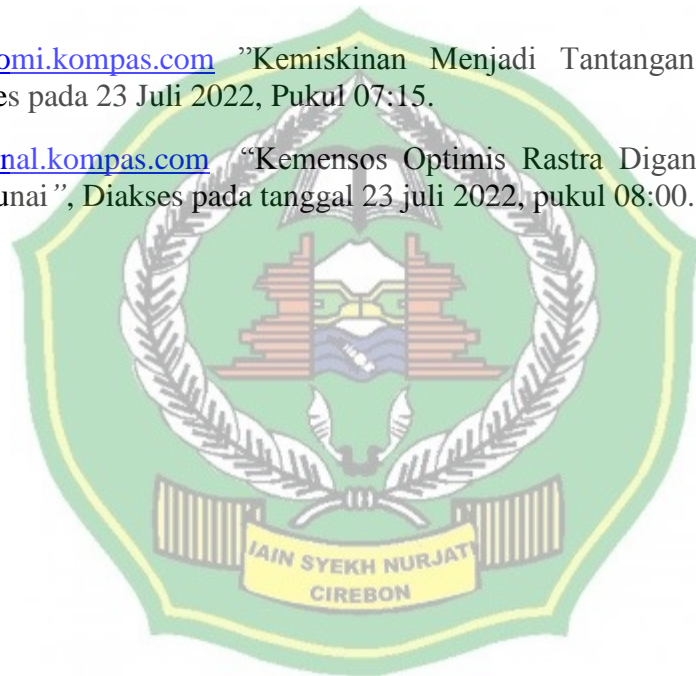 omi.kompas.com ”Kemiskinan Menjadi Tantangan
es pada 23 Juli 2022, Pukul 07:15.
nal.kompas.com “Kemensos Optimis Rastra Digan
unai”, Diakses pada tanggal 23 juli 2022, pukul 08:00.
IAIN SYEKH NURJATI
CIREBON